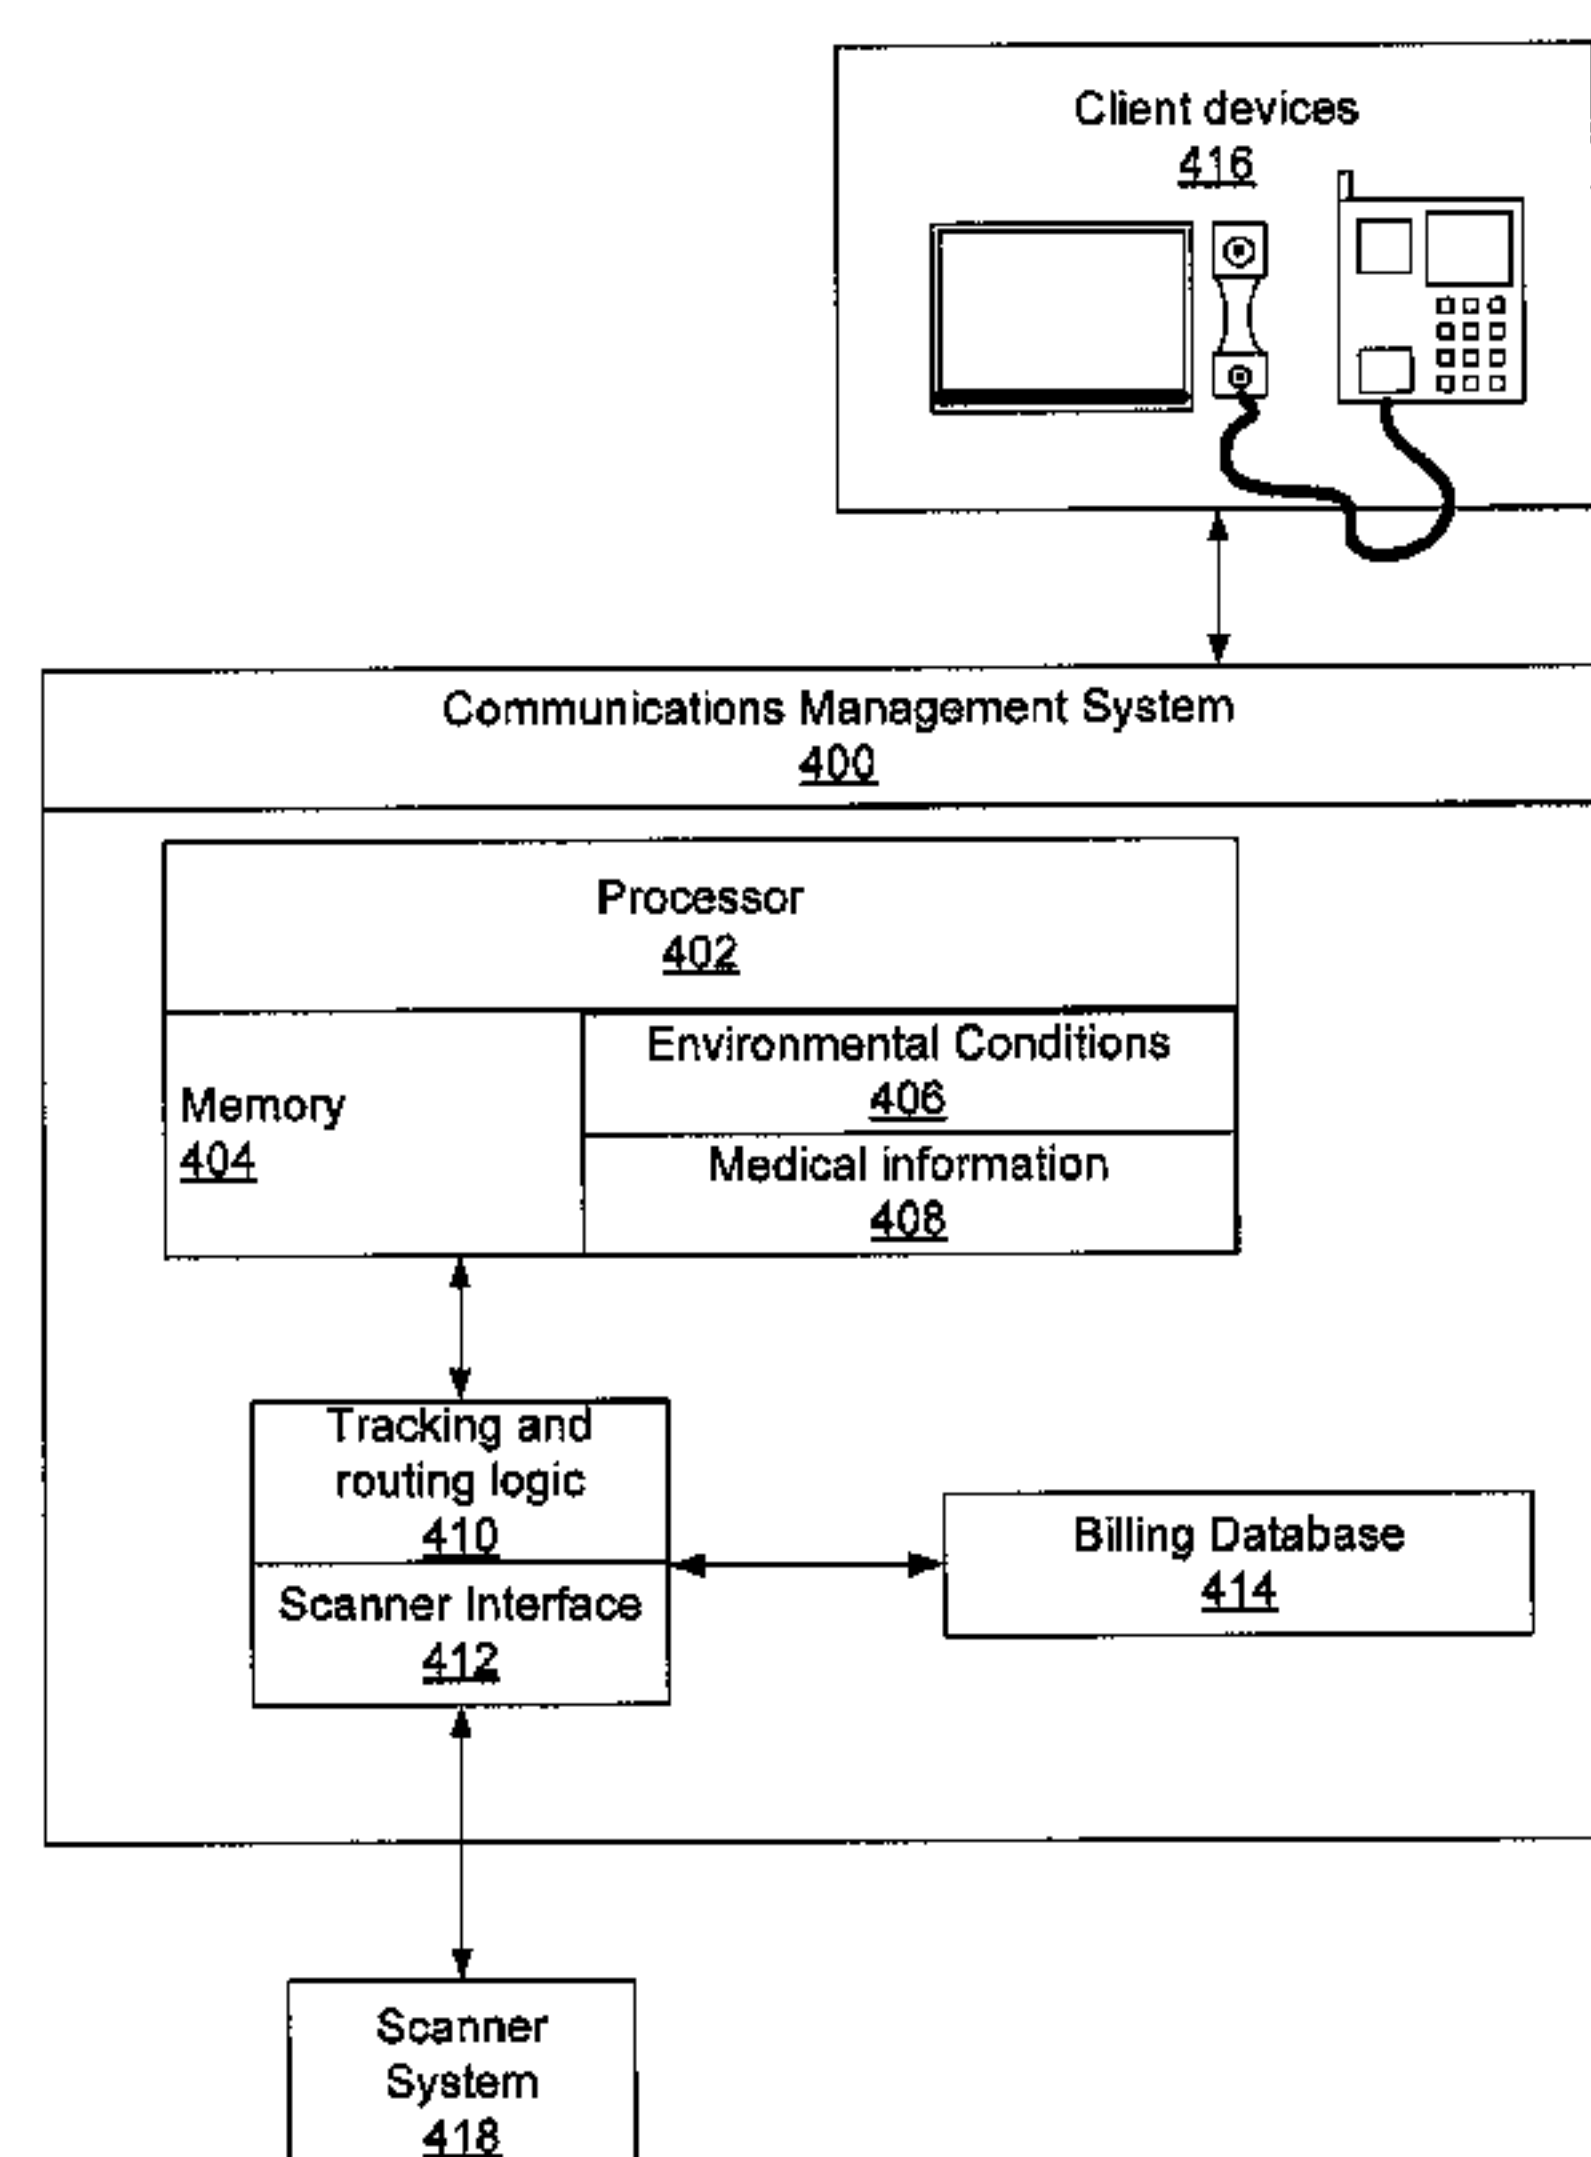 Client devices
416
Communications Management System
400
Processor
402
Memory
404
Environmental Conditions
406
Medical information
408
Tracking and
routing logic
410
Scanner Interface
412
Billing Database
414
Scanner
System
418